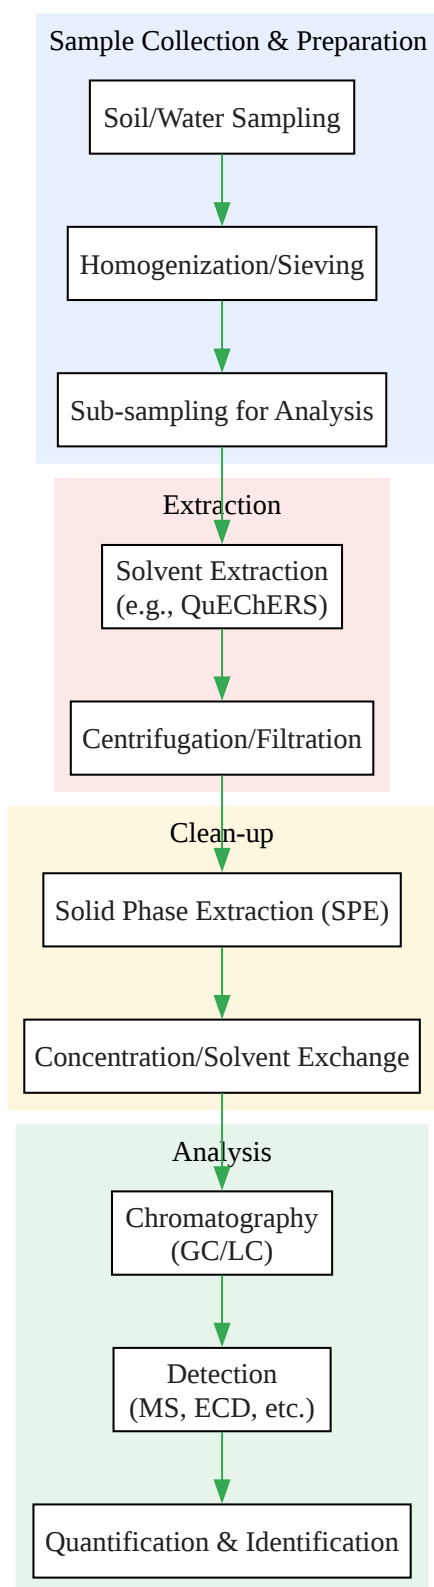 Sample Collection & Preparation
Soil/Water Sampling
Homogenization/Sieving
Sub-sampling for Analysis
Extraction
Solvent Extraction
(e.g., QuEChERS)
Centrifugation/Filtration
Clean-up
Solid Phase Extraction (SPE)
Concentration/Solvent Exchange
Analysis
Chromatography
(GC/LC)
Detection
(MS, ECD, etc.)
Quantification & Identification